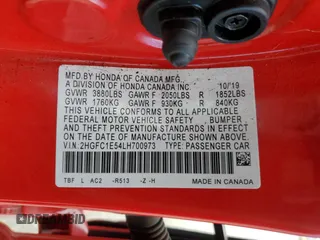 MFD.BY HONDA OF CANADA MFG.
A DIVISION OF HONDA CANADA INC. 10/19
GVWR 3880LBS GAWR F 2050LBS R 1852LBS
GVWR 1760KG GAWR F 930KG R 840KG
THIS VEHICLE CONFORMS TO ALL APPLICABLE
FEDERAL MOTOR VEHICLE SAFETY , BUMPER
AND THEFT PREVENTION STANDARDS IN EFFECT
ON THE DATE OF MANUFACTURE SHOWN ABOVE.
V.I.N:2HGFC1E54LH700973 TYPE: PASSENGER CAR
TBF L AC2 -R513 -Z -H MADE IN CANADA
DREAMBID